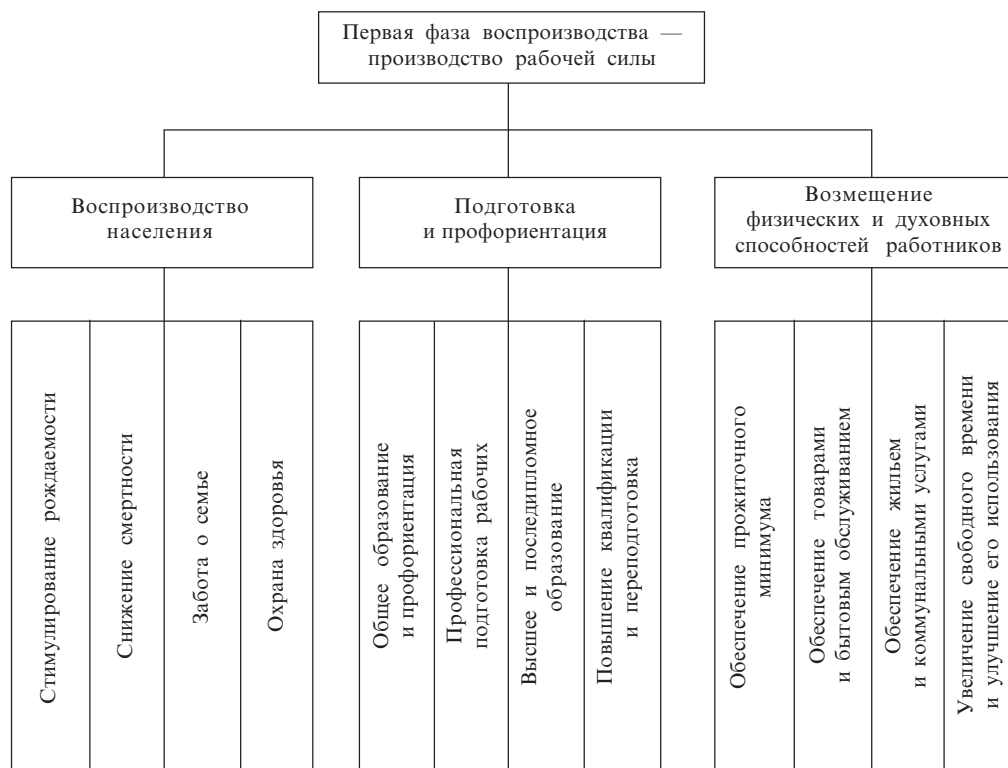 Первая фаза воспроизводства —
производство рабочей силы
Воспроизводство
населения
Подготовка
и профориентация
Возмещение
физических и духовных
способностей работников
Стимулирование рождаемости
Снижение смертности
Забота о семье
Охрана здоровья
Общее образование
и профориентация
Профессиональная
подготовка рабочих
Высшее и последипломное
образование
Повышение квалификации
и переподготовка
Обеспечение прожиточного
минимума
Обеспечение товарами
и бытовым обслуживанием
Обеспечение жильем
и коммунальными услугами
Увеличение свободного времени
и улучшение его использования